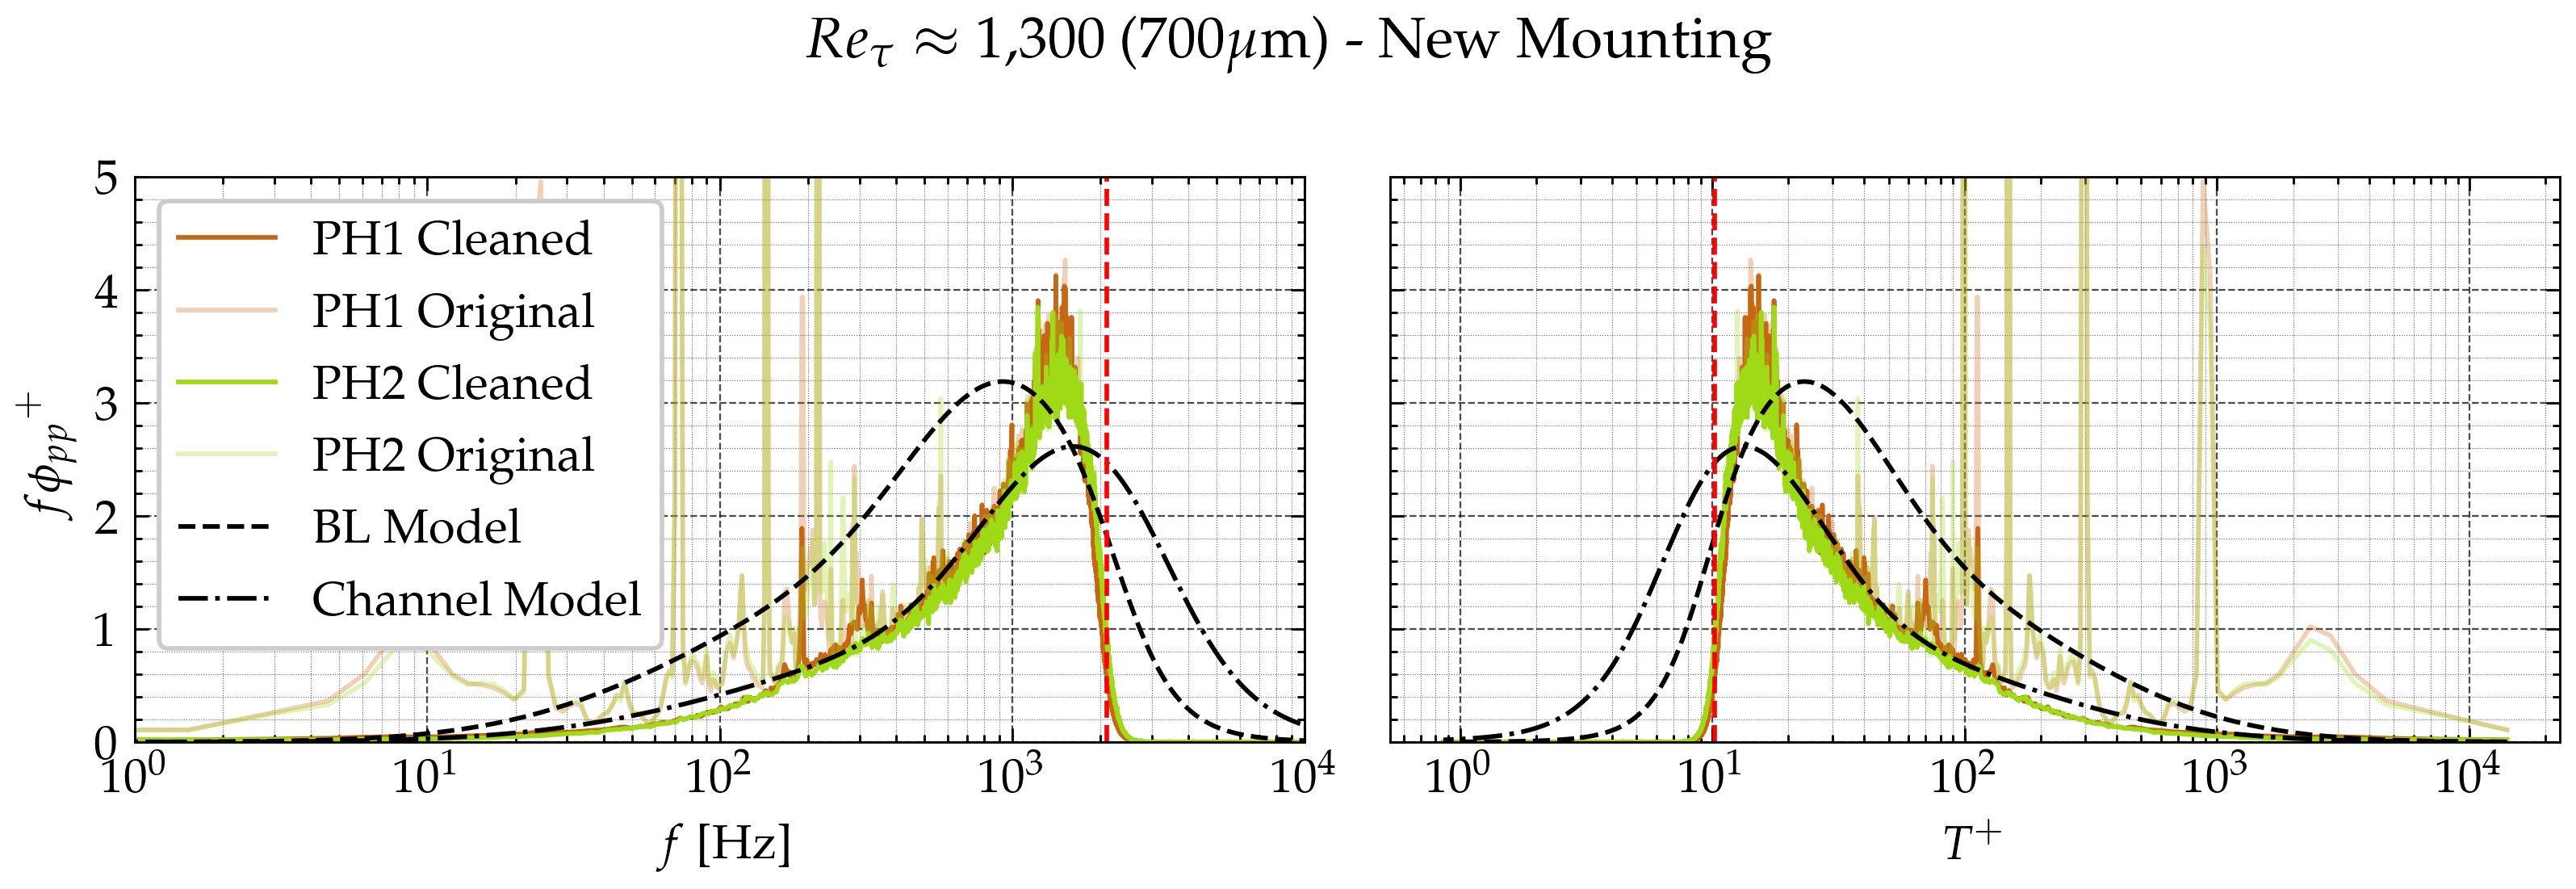 Re_τ ≈ 1,300 (700μm) - New Mounting
5
4
3
2
1
0
fϕ_pp^+
PH1 Cleaned
PH1 Original
PH2 Cleaned
PH2 Original
BL Model
Channel Model
10^0 10^1 10^2 10^3 10^4
f [Hz]
10^0 10^1 10^2 10^3 10^4
T^+